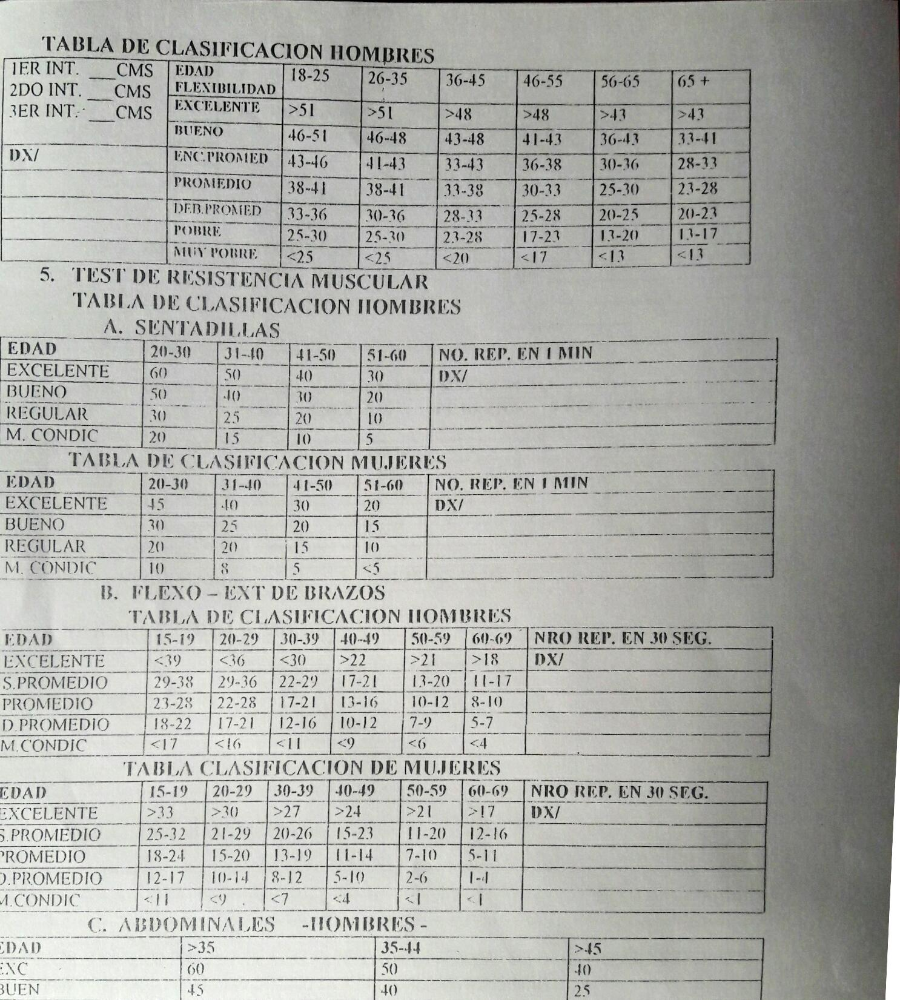 TABLA DE CLASIFICACION HOMBRES
1ER INT. ___CMS EDAD FLEXIBILIDAD 18-25 26-35 36-45 46-55 56-65 65 +
2DO INT. ___CMS
3ER INT. ___CMS EXCELENTE >51 >51 >48 >48 >43 >43
BUENO 46-51 46-48 43-48 41-43 36-43 33-41
DX/ ENC.PROMED 43-46 41-43 33-43 36-38 30-36 28-33
PROMEDIO 38-41 38-41 33-38 30-33 25-30 23-28
DEB.PROMED 33-36 30-36 28-33 25-28 20-25 20-23
POBRE 25-30 25-30 23-28 17-23 13-20 13-17
MUY POBRE <25 <25 <20 <17 <13 <13
5. TEST DE RESISTENCIA MUSCULAR
TABLA DE CLASIFICACION HOMBRES
A. SENTADILLAS
EDAD 20-30 31-40 41-50 51-60 NO. REP. EN 1 MIN
EXCELENTE 60 50 40 30 DX/
BUENO 50 40 30 20
REGULAR 30 25 20 10
M. CONDIC 20 15 10 5
TABLA DE CLASIFICACION MUJERES
EDAD 20-30 31-40 41-50 51-60 NO. REP. EN 1 MIN
EXCELENTE 45 40 30 20 DX/
BUENO 30 25 20 15
REGULAR 20 20 15 10
M. CONDIC 10 8 5 <5
B. FLEXO – EXT DE BRAZOS
TABLA DE CLASIFICACION HOMBRES
EDAD 15-19 20-29 30-39 40-49 50-59 60-69 NRO REP. EN 30 SEG.
EXCELENTE <39 <36 <30 >22 >21 >18 DX/
S.PROMEDIO 29-38 29-36 22-29 17-21 13-20 11-17
PROMEDIO 23-28 22-28 17-21 13-16 10-12 8-10
D.PROMEDIO 18-22 17-21 12-16 10-12 7-9 5-7
M.CONDIC <17 <16 <11 <9 <6 <4
TABLA CLASIFICACION DE MUJERES
EDAD 15-19 20-29 30-39 40-49 50-59 60-69 NRO REP. EN 30 SEG.
EXCELENTE >33 >30 >27 >24 >21 >17 DX/
S.PROMEDIO 25-32 21-29 20-26 15-23 11-20 12-16
PROMEDIO 18-24 15-20 13-19 11-14 7-10 5-11
D.PROMEDIO 12-17 10-14 8-12 5-10 2-6 1-4
M.CONDIC <11 <9 <7 <4 <1 <1
C. ABDOMINALES -HOMBRES -
EDAD >35 35-44 >45
EXC 60 50 40
BUEN 45 40 25